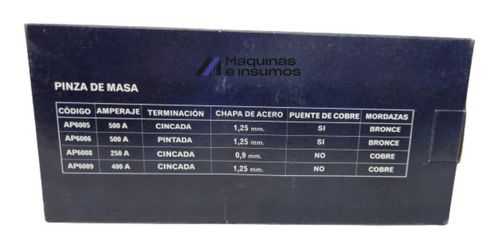 Maquinas
e insumos
PINZA DE MASA
CÓDIGO AMPERAJE TERMINACIÓN CHAPA DE ACERO PUENTE DE COBRE MORDAZAS
AP6005 500 A CINCADA 1,25 mm. SI BRONCE
AP6006 500 A PINTADA 1,25 mm. SI BRONCE
AP6008 250 A CINCADA 0,9 mm. NO COBRE
AP6009 400 A CINCADA 1,25 mm. NO COBRE